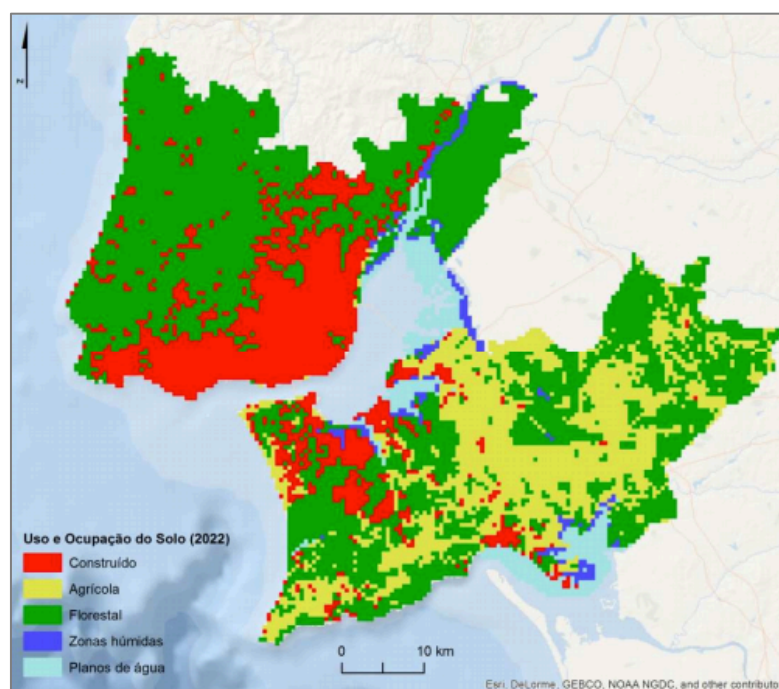 z
Uso e Ocupação do Solo (2022)
Construído
Agrícola
Florestal
Zonas húmidas
Planos de água
0 10 km
Esri, DeLorme, GEBCO, NOAA NGDC, and other contributo